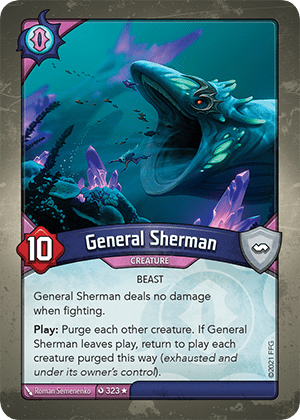 General Sherman
10
CREATURE
BEAST
General Sherman deals no damage
when fighting.
Play: Purge each other creature. If General
Sherman leaves play, return to play each
creature purged this way (exhausted and
under its owner's control).
Roman Semenenko
323★
©2021 FFG